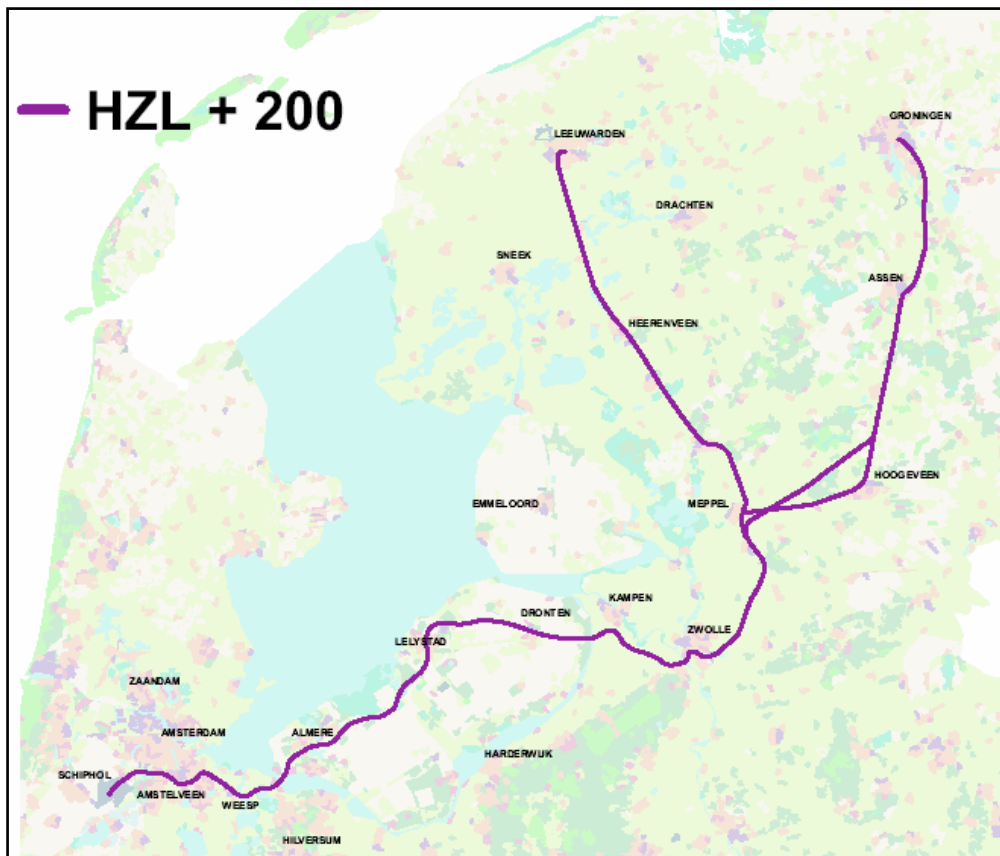 HZL + 200
GRONINGEN
LEEUWARDEN
DRACHTEN
SNEEK
ASSEN
HEERENVEEN
HOOGEVEEN
EMMELOORD
MEPPEL
KAMPEN
DRONTEN
ZWOLLE
LELYSTAD
ZAANDAM
AMSTERDAM
ALMERE
HARDERWIJK
SCHIPHOL
AMSTELVEEN
WEESP
HILVERSUM